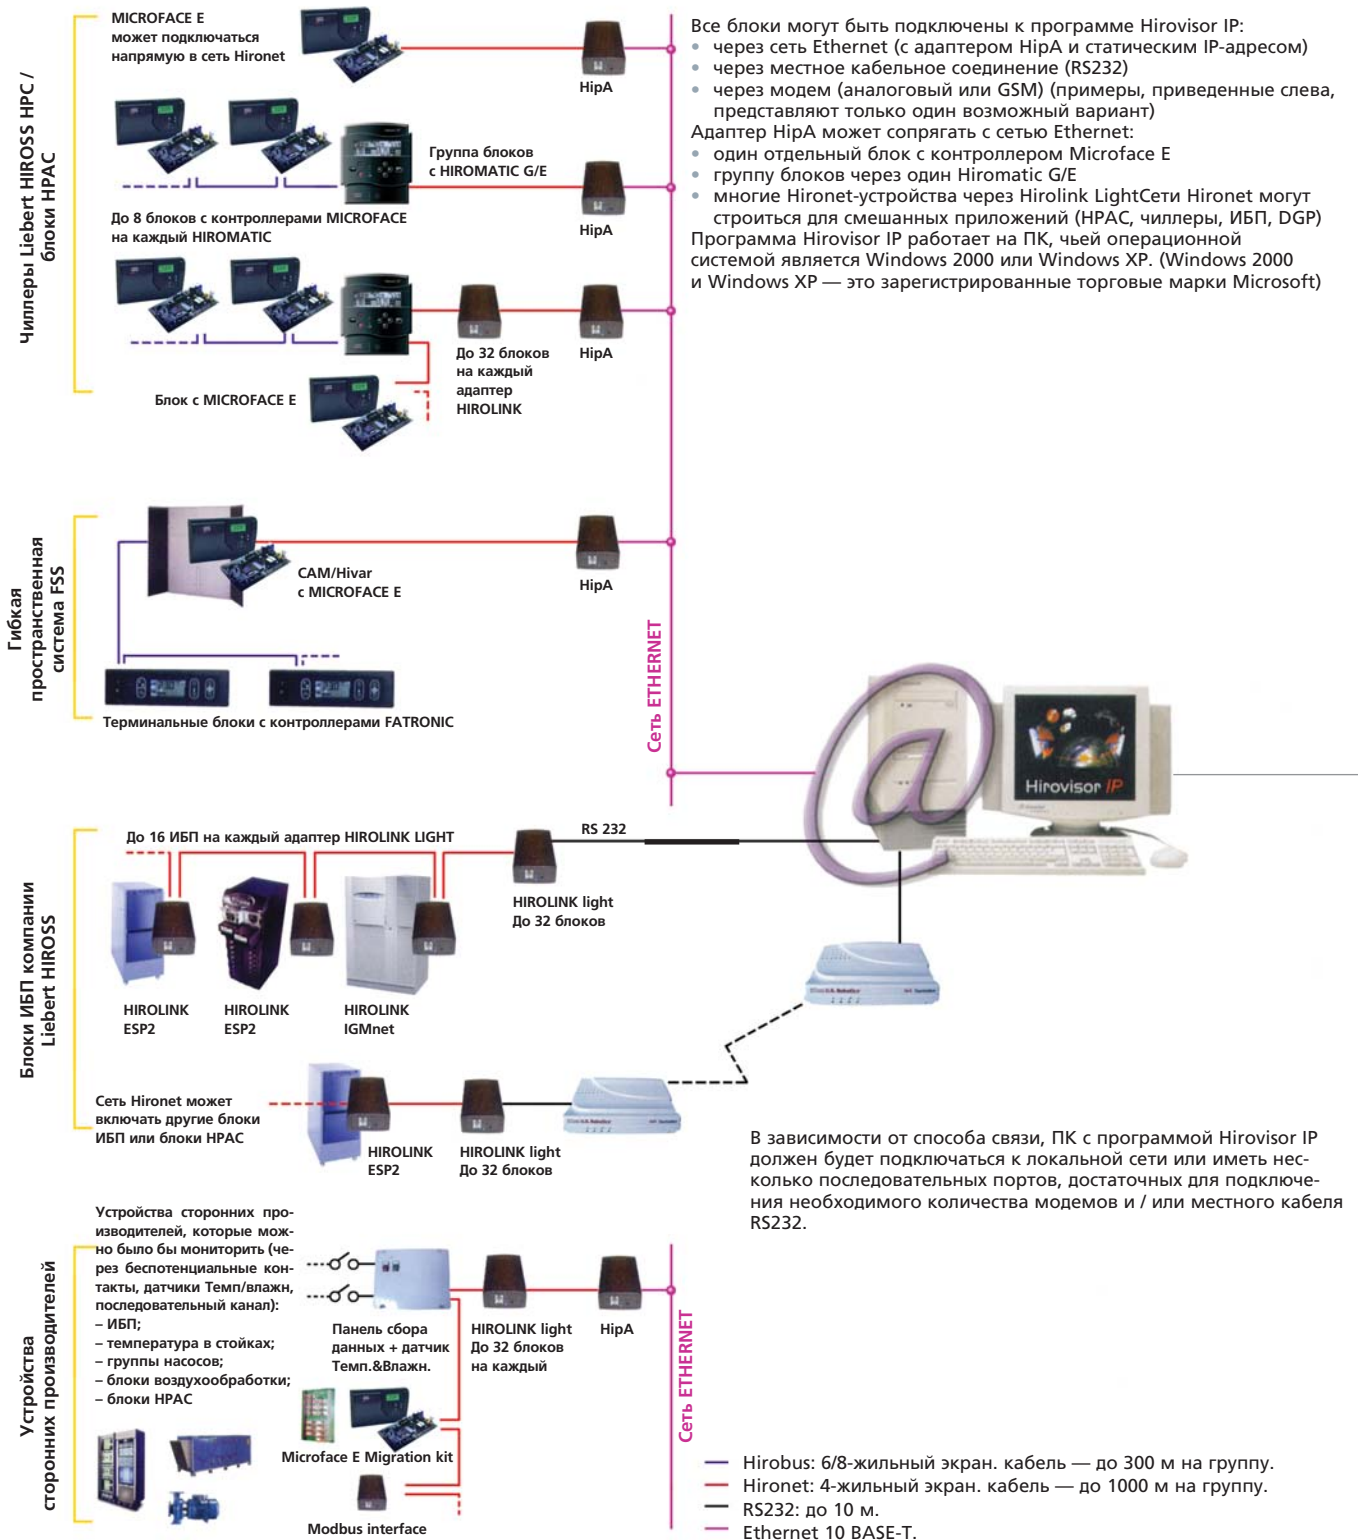 MICROFACE E
может подключаться
напрямую в сеть Hironet
HipA
Чиллеры Liebert HIROSS HPC /
блоки HPAC
Группа блоков
с HIROMATIC G/E
До 8 блоков с контроллерами MICROFACE
на каждый HIROMATIC
HipA
До 32 блоков
на каждый
адаптер
HIROLINK
HipA
Блок с MICROFACE E
Все блоки могут быть подключены к программе Hirovisor IP:
• через сеть Ethernet (с адаптером HipA и статическим IP-адресом)
• через местное кабельное соединение (RS232)
• через модем (аналоговый или GSM) (примеры, приведенные слева,
представляют только один возможный вариант)
Адаптер HipA может сопрягать с сетью Ethernet:
• один отдельный блок с контроллером Microface E
• группу блоков через один Hiromatic G/E
• многие Hironet-устройства через Hirolink LightСети Hironet могут
строиться для смешанных приложений (HPAC, чиллеры, ИБП, DGP)
Программа Hirovisor IP работает на ПК, чьей операционной
системой является Windows 2000 или Windows XP. (Windows 2000
и Windows XP — это зарегистрированные торговые марки Microsoft)
Гибкая
пространственная
система FSS
CAM/Hivar
с MICROFACE E
HipA
Терминальные блоки с контроллерами FATRONIC
Сеть ETHERNET
@
Hirovisor IP
Блоки ИБП компании
Liebert HIROSS
До 16 ИБП на каждый адаптер HIROLINK LIGHT
RS 232
HIROLINK light
До 32 блоков
HIROLINK
ESP2
HIROLINK
ESP2
HIROLINK
IGMnet
U.S. Robotics
Сеть Hironet может
включать другие блоки
ИБП или блоки HPAC
HIROLINK
ESP2
HIROLINK light
До 32 блоков
U.S. Robotics
В зависимости от способа связи, ПК с программой Hirovisor IP
должен будет подключаться к локальной сети или иметь нес-
колько последовательных портов, достаточных для подключе-
ния необходимого количества модемов и / или местного кабеля
RS232.
Устройства
сторонних производителей
Устройства сторонних про-
изводителей, которые мож-
но было бы мониторить (че-
рез беспотенциальные кон-
такты, датчики Темп/влажн,
последовательный канал):
– ИБП;
– температура в стойках;
– группы насосов;
– блоки воздухообработки;
– блоки HPAC
Панель сбора
данных + датчик
Темп.&Влажн.
HIROLINK light
До 32 блоков
на каждый
HipA
Microface E Migration kit
Modbus interface
Сеть ETHERNET
Hirobus: 6/8-жильный экран. кабель — до 300 м на группу.
Hironet: 4-жильный экран. кабель — до 1000 м на группу.
RS232: до 10 м.
Ethernet 10 BASE-T.